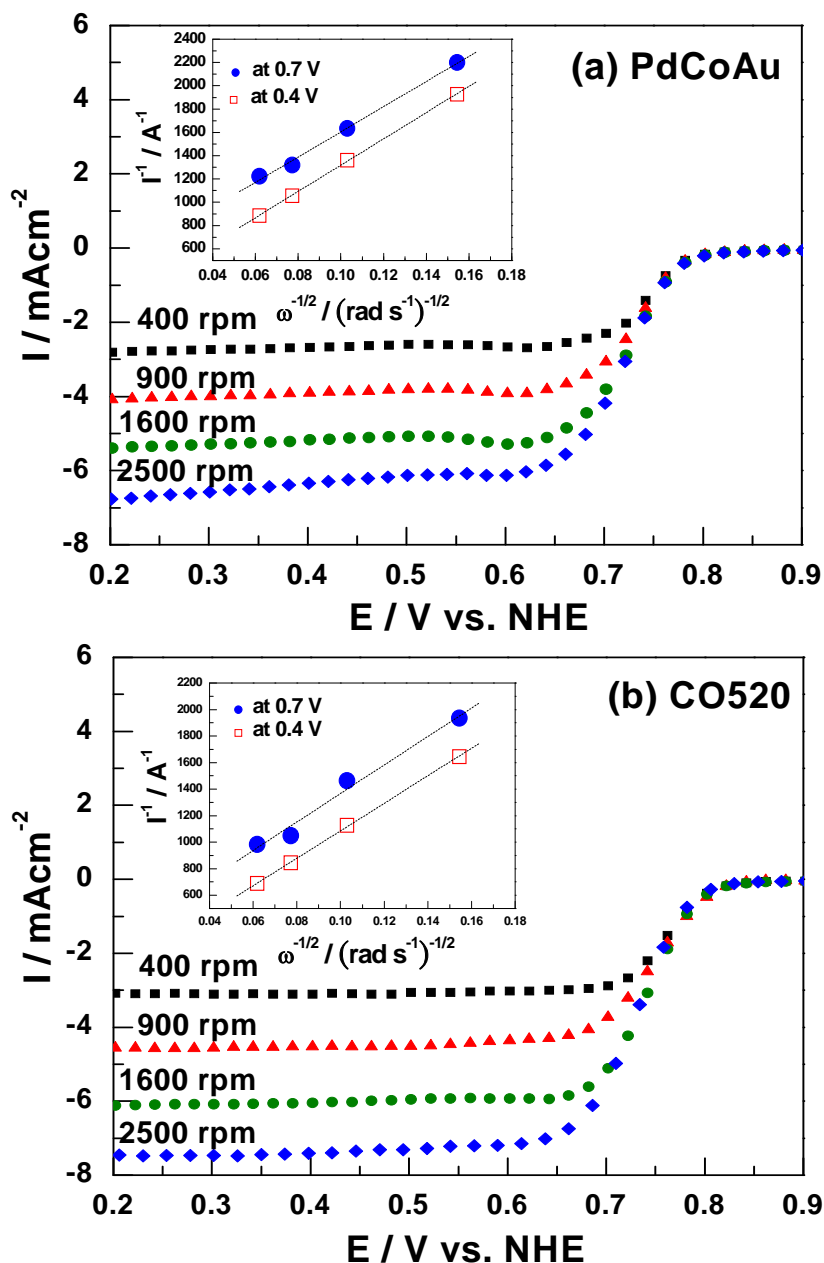 (a) PdCoAu
I / mAcm⁻²
6
4
2
0
-2
-4
-6
-8
I⁻¹ / A⁻¹
2400
2200
2000
1800
1600
1400
1200
1000
800
600
at 0.7 V
at 0.4 V
0.04 0.06 0.08 0.10 0.12 0.14 0.16 0.18
ω⁻¹/² / (rad s⁻¹)⁻¹/²
400 rpm
900 rpm
1600 rpm
2500 rpm
0.2 0.3 0.4 0.5 0.6 0.7 0.8 0.9
E / V vs. NHE
(b) CO520
I / mAcm⁻²
6
4
2
0
-2
-4
-6
-8
I⁻¹ / A⁻¹
2200
2000
1800
1600
1400
1200
1000
800
600
at 0.7 V
at 0.4 V
0.04 0.06 0.08 0.10 0.12 0.14 0.16 0.18
ω⁻¹/² / (rad s⁻¹)⁻¹/²
400 rpm
900 rpm
1600 rpm
2500 rpm
0.2 0.3 0.4 0.5 0.6 0.7 0.8 0.9
E / V vs. NHE